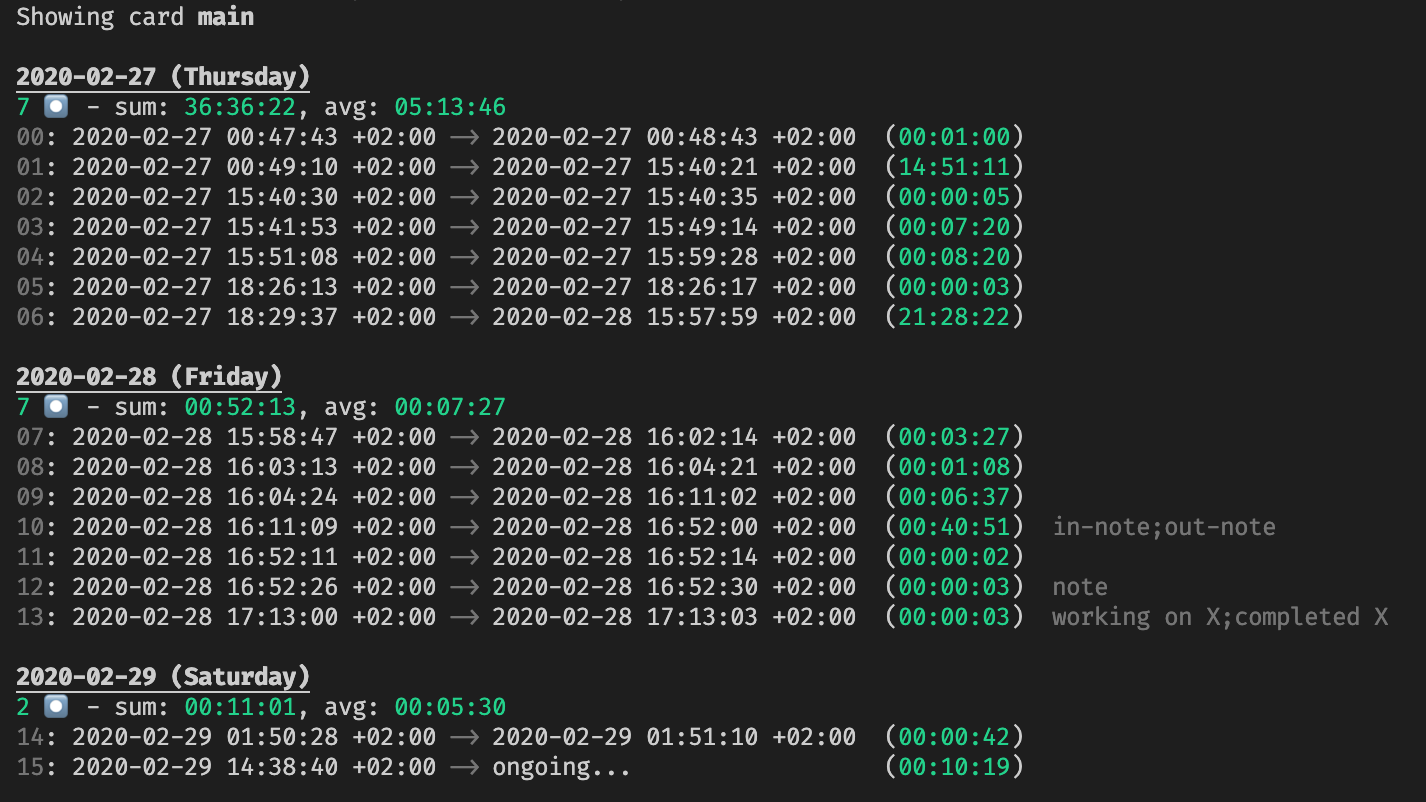 Showing card main
2020-02-27 (Thursday)
7 ⏺ - sum: 36:36:22, avg: 05:13:46
00: 2020-02-27 00:47:43 +02:00 —> 2020-02-27 00:48:43 +02:00 (00:01:00)
01: 2020-02-27 00:49:10 +02:00 —> 2020-02-27 15:40:21 +02:00 (14:51:11)
02: 2020-02-27 15:40:30 +02:00 —> 2020-02-27 15:40:35 +02:00 (00:00:05)
03: 2020-02-27 15:41:53 +02:00 —> 2020-02-27 15:49:14 +02:00 (00:07:20)
04: 2020-02-27 15:51:08 +02:00 —> 2020-02-27 15:59:28 +02:00 (00:08:20)
05: 2020-02-27 18:26:13 +02:00 —> 2020-02-27 18:26:17 +02:00 (00:00:03)
06: 2020-02-27 18:29:37 +02:00 —> 2020-02-28 15:57:59 +02:00 (21:28:22)
2020-02-28 (Friday)
7 ⏺ - sum: 00:52:13, avg: 00:07:27
07: 2020-02-28 15:58:47 +02:00 —> 2020-02-28 16:02:14 +02:00 (00:03:27)
08: 2020-02-28 16:03:13 +02:00 —> 2020-02-28 16:04:21 +02:00 (00:01:08)
09: 2020-02-28 16:04:24 +02:00 —> 2020-02-28 16:11:02 +02:00 (00:06:37)
10: 2020-02-28 16:11:09 +02:00 —> 2020-02-28 16:52:00 +02:00 (00:40:51) in-note;out-note
11: 2020-02-28 16:52:11 +02:00 —> 2020-02-28 16:52:14 +02:00 (00:00:02)
12: 2020-02-28 16:52:26 +02:00 —> 2020-02-28 16:52:30 +02:00 (00:00:03) note
13: 2020-02-28 17:13:00 +02:00 —> 2020-02-28 17:13:03 +02:00 (00:00:03) working on X;completed X
2020-02-29 (Saturday)
2 ⏺ - sum: 00:11:01, avg: 00:05:30
14: 2020-02-29 01:50:28 +02:00 —> 2020-02-29 01:51:10 +02:00 (00:00:42)
15: 2020-02-29 14:38:40 +02:00 —> ongoing... (00:10:19)